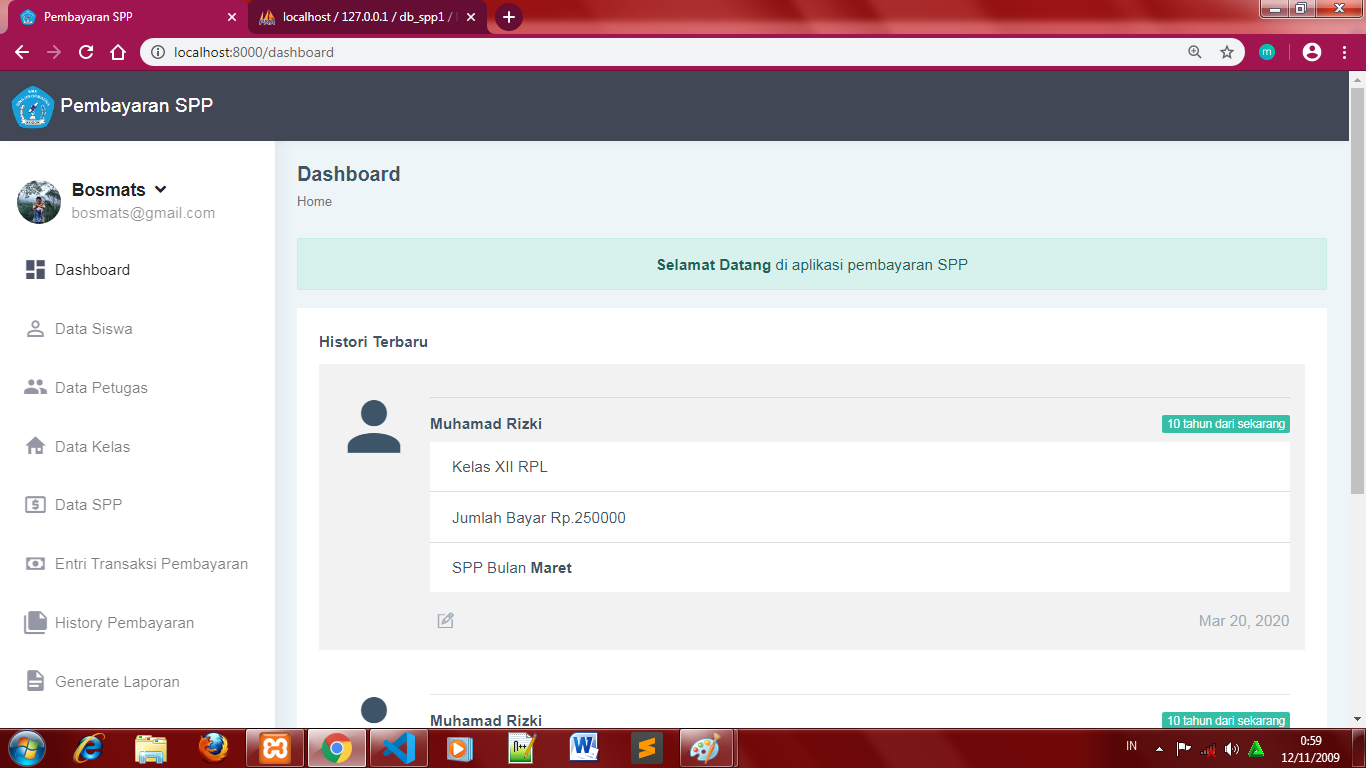 Pembayaran SPP
localhost / 127.0.0.1 / db_spp1 /
localhost:8000/dashboard
m
Pembayaran SPP
Bosmats
bosmats@gmail.com
Dashboard
Data Siswa
Data Petugas
Data Kelas
Data SPP
Entri Transaksi Pembayaran
History Pembayaran
Generate Laporan
Dashboard
Home
Selamat Datang di aplikasi pembayaran SPP
Histori Terbaru
Muhamad Rizki
10 tahun dari sekarang
Kelas XII RPL
Jumlah Bayar Rp.250000
SPP Bulan Maret
Mar 20, 2020
Muhamad Rizki
10 tahun dari sekarang
IN
0:59
12/11/2009